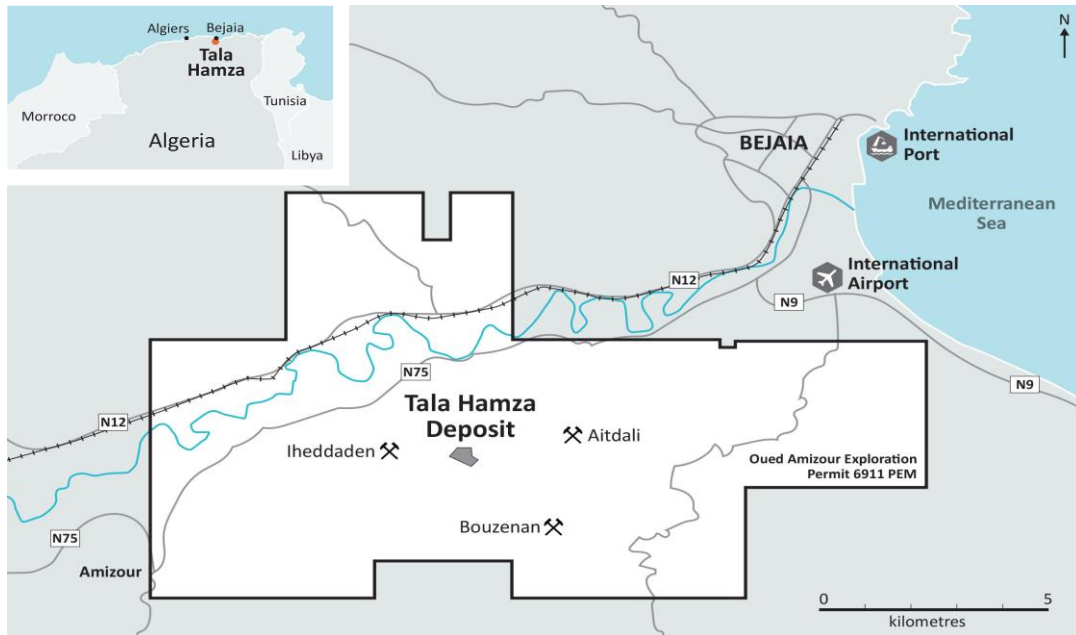 Algiers
Bejaia
Tala
Hamza
Morroco
Tunisia
Algeria
Libya
N
BEJAIA
International
Port
Mediterranean
Sea
International
Airport
N12
N9
N75
N9
Tala Hamza
Deposit
N12
Iheddaden
Aitdali
Oued Amizour Exploration
Permit 6911 PEM
Bouzenan
N75
Amizour
0
5
kilometres